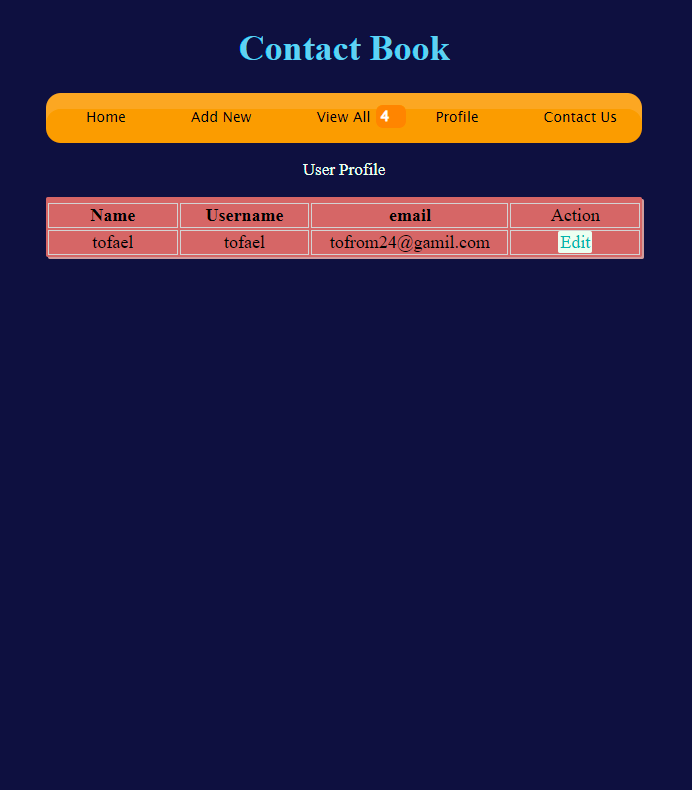 Contact Book
Home Add New View All 4 Profile Contact Us
User Profile
Name Username email Action
tofael tofael tofrom24@gamil.com Edit